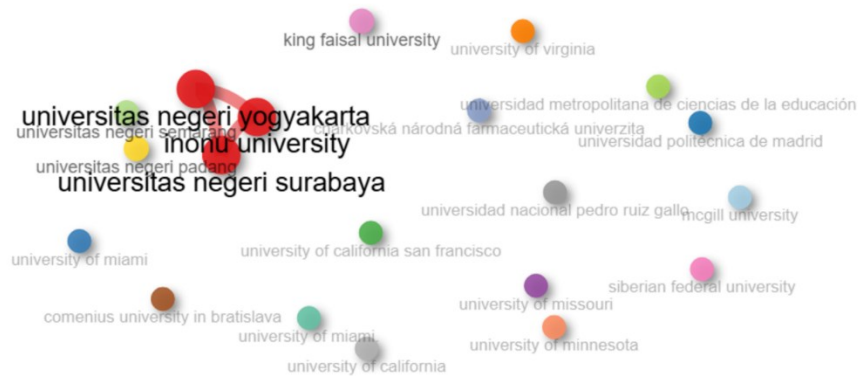 king faisal university
university of virginia
universidad metropolitana de ciencias de la educación
universitas negeri yogyakarta
universitas negeri semarang
charkovská národná farmaceutická univerzita
universidad politécnica de madrid
inonu university
universitas negeri padang
universitas negeri surabaya
universidad nacional pedro ruiz gallo
mcgill university
university of california san francisco
university of miami
siberian federal university
university of missouri
comenius university in bratislava
university of miami
university of minnesota
university of california